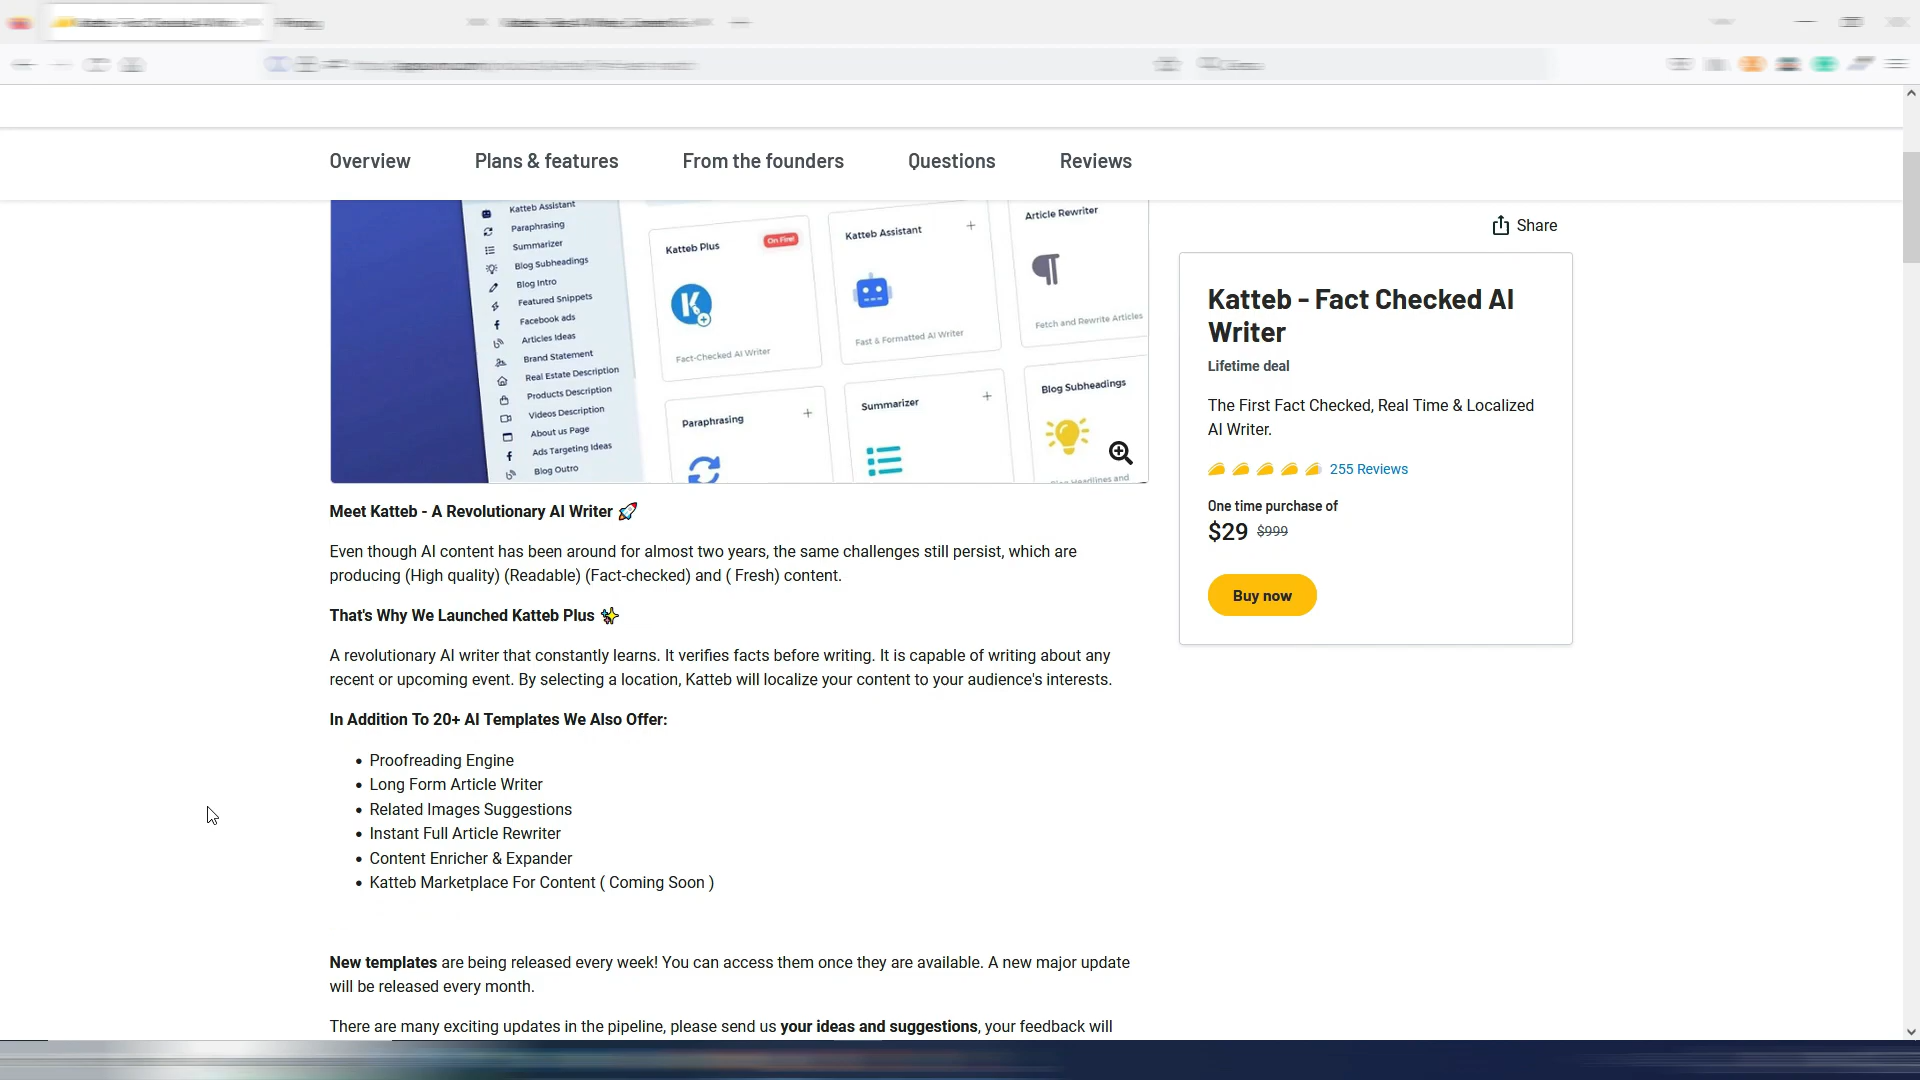 Overview Plans & features From the founders Questions Reviews
Katteb Assistant
Paraphrasing
Summarizer
Blog Subheadings
Blog Intro
Featured Snippets
Facebook ads
Articles Ideas
Brand Statement
Real Estate Description
Products Description
Videos Description
About us Page
Ads Targeting Ideas
Blog Outro
Katteb Plus
On Fire!
Fact-Checked AI Writer
Katteb Assistant
Fast & Formatted AI Writer
Article Rewriter
Fetch and Rewrite Articles
Paraphrasing
Summarizer
Blog Subheadings
Share
Katteb - Fact Checked AI
Writer
Lifetime deal
The First Fact Checked, Real Time & Localized
AI Writer.
255 Reviews
One time purchase of
$29 $999
Buy now
Meet Katteb - A Revolutionary AI Writer 🚀
Even though AI content has been around for almost two years, the same challenges still persist, which are
producing (High quality) (Readable) (Fact-checked) and ( Fresh) content.
That's Why We Launched Katteb Plus ✨
A revolutionary AI writer that constantly learns. It verifies facts before writing. It is capable of writing about any
recent or upcoming event. By selecting a location, Katteb will localize your content to your audience's interests.
In Addition To 20+ AI Templates We Also Offer:
• Proofreading Engine
• Long Form Article Writer
• Related Images Suggestions
• Instant Full Article Rewriter
• Content Enricher & Expander
• Katteb Marketplace For Content ( Coming Soon )
New templates are being released every week! You can access them once they are available. A new major update
will be released every month.
There are many exciting updates in the pipeline, please send us your ideas and suggestions, your feedback will